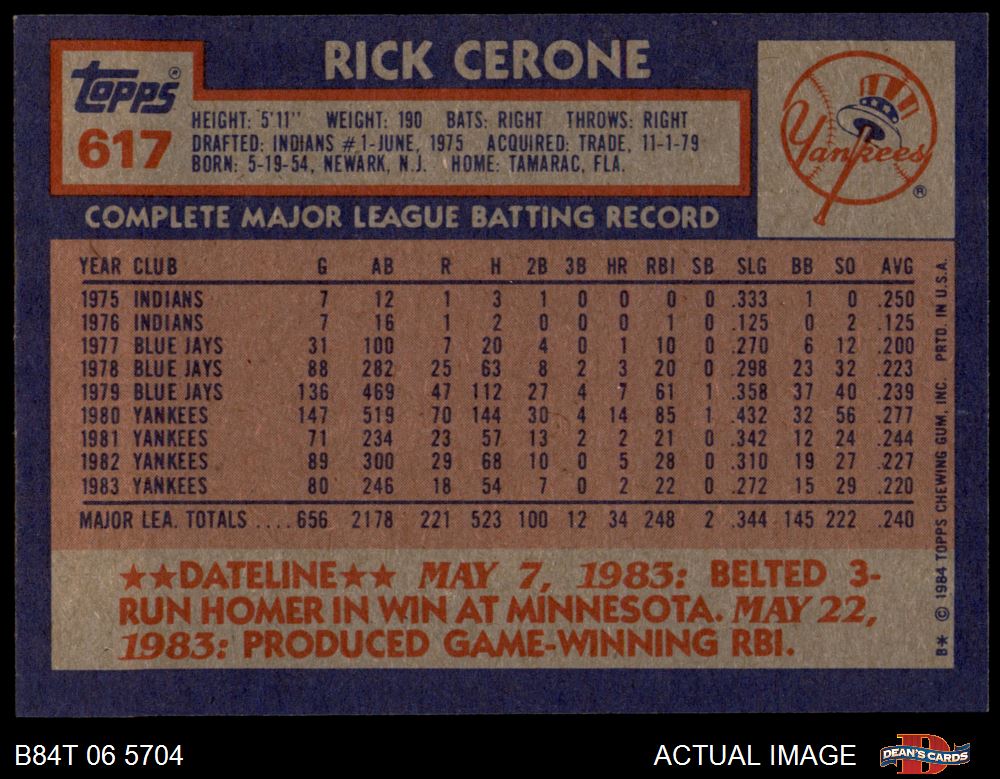 Topps®
617
RICK CERONE
HEIGHT: 5'11" WEIGHT: 190 BATS: RIGHT THROWS: RIGHT
DRAFTED: INDIANS #1-JUNE, 1975 ACQUIRED: TRADE, 11-1-79
BORN: 5-19-54, NEWARK, N.J. HOME: TAMARAC, FLA.
Yankees
®
COMPLETE MAJOR LEAGUE BATTING RECORD
YEAR CLUB G AB R H 2B 3B HR RBI SB SLG BB SO AVG
1975 INDIANS 7 12 1 3 1 0 0 0 0 .333 1 0 .250
1976 INDIANS 7 16 1 2 0 0 0 1 0 .125 0 2 .125
1977 BLUE JAYS 31 100 7 20 4 0 1 10 0 .270 6 12 .200
1978 BLUE JAYS 88 282 25 63 8 2 3 20 0 .298 23 32 .223
1979 BLUE JAYS 136 469 47 112 27 4 7 61 1 .358 37 40 .239
1980 YANKEES 147 519 70 144 30 4 14 85 1 .432 32 56 .277
1981 YANKEES 71 234 23 57 13 2 2 21 0 .342 12 24 .244
1982 YANKEES 89 300 29 68 10 0 5 28 0 .310 19 27 .227
1983 YANKEES 80 246 18 54 7 0 2 22 0 .272 15 29 .220
MAJOR LEA. TOTALS ....656 2178 221 523 100 12 34 248 2 .344 145 222 .240
★★DATELINE★★ MAY 7, 1983: BELTED 3-
RUN HOMER IN WIN AT MINNESOTA. MAY 22,
1983: PRODUCED GAME-WINNING RBI.
B* © 1984 TOPPS CHEWING GUM, INC. PRTD. IN U.S.A.
B84T 06 5704
ACTUAL IMAGE
DEAN'S CARDS